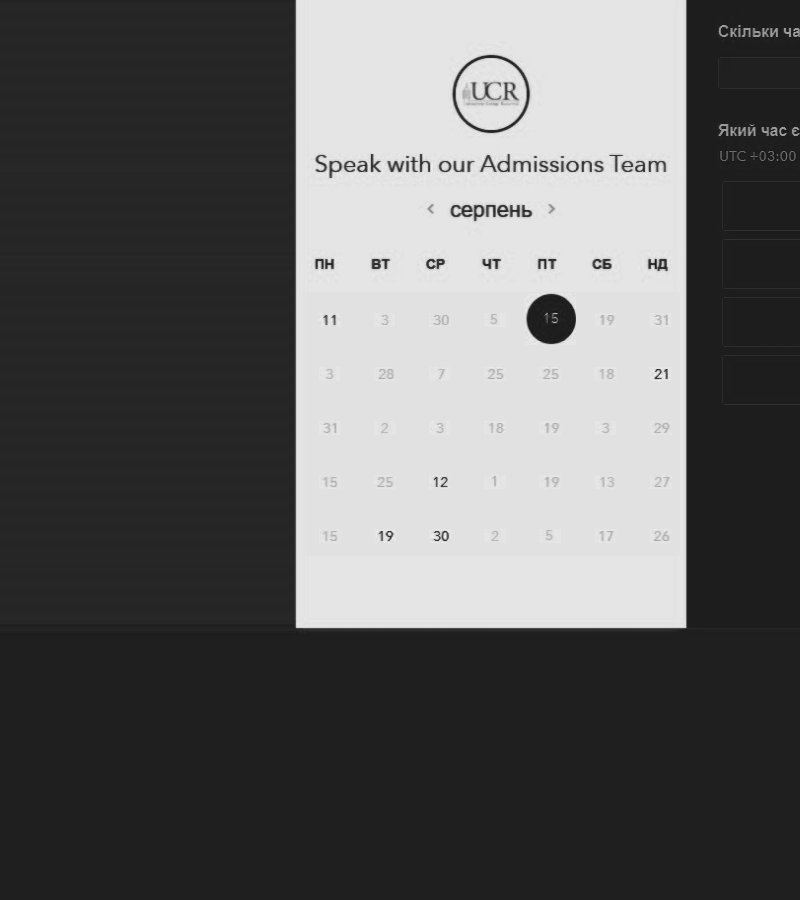 UCR
Speak with our Admissions Team
серпень
ПН ВТ СР ЧТ ПТ СБ НД
11 3 30 5 15 19 31
3 28 7 25 25 18 21
31 2 3 18 19 3 29
15 25 12 1 19 13 27
15 19 30 2 5 17 26
Скільки ча
Який час є
UTC +03:00